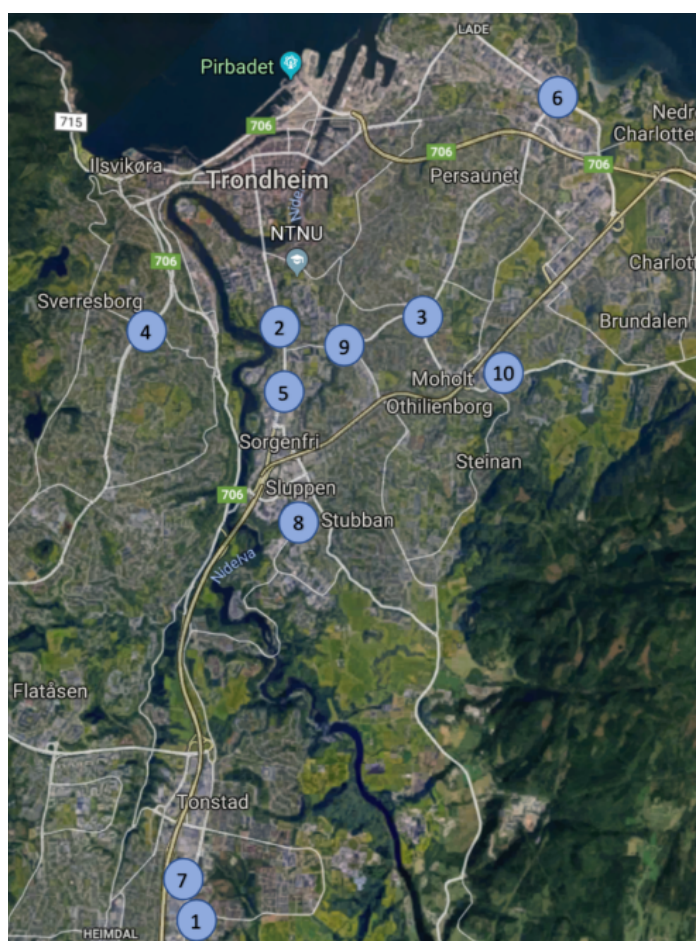 LADE
Pirbadet
6
Nedre
Charlotten
715
706
706
706
Ilsvikøra
Trondheim
Persaunet
Nide
NTNU
706
Charlott
Sverresborg
4
2
3
Brundalen
9
10
Moholt
5
Othilienborg
Sorgenfri
Steinan
Sluppen
706
8
Stubban
Nidelva
Flatåsen
Tonstad
7
1
HEIMDAL